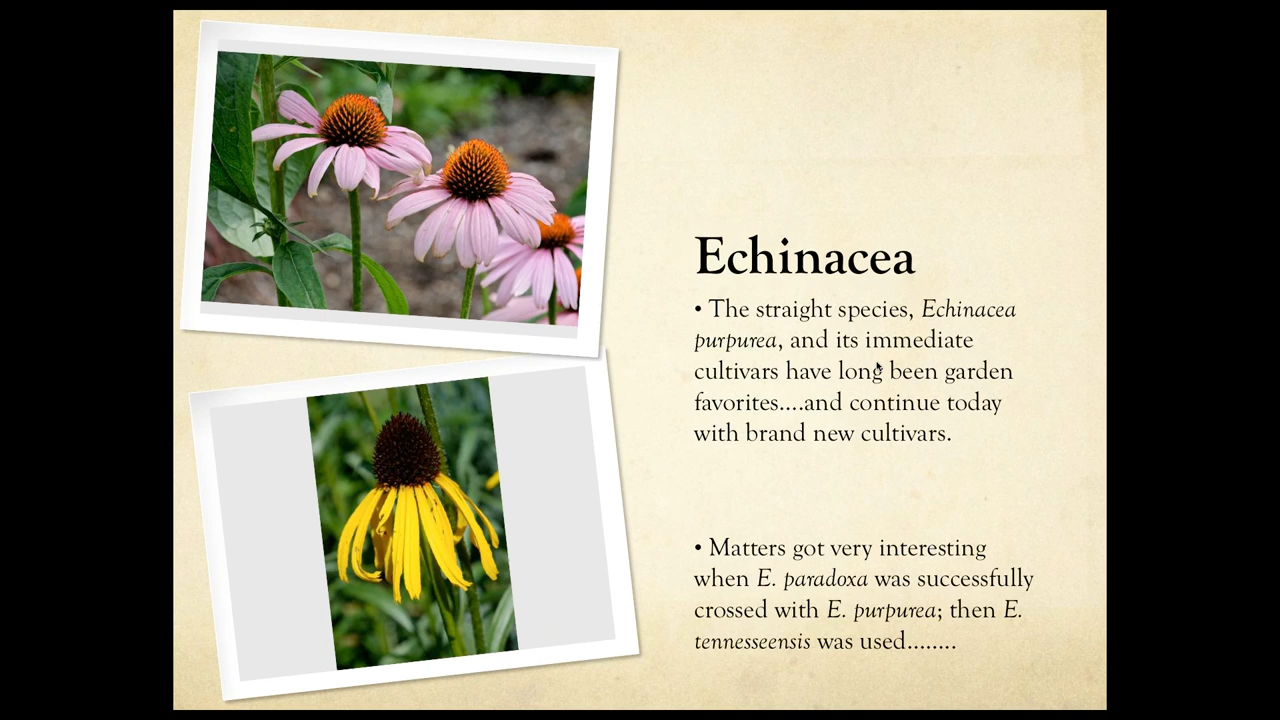 Echinacea
• The straight species, Echinacea
purpurea, and its immediate
cultivars have long been garden
favorites....and continue today
with brand new cultivars.
• Matters got very interesting
when E. paradoxa was successfully
crossed with E. purpurea; then E.
tennesseensis was used........